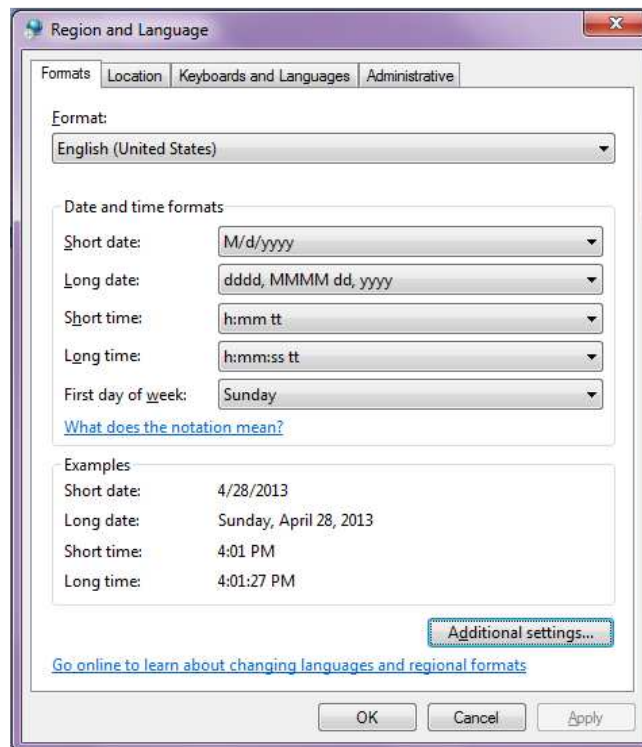 Region and Language
Formats Location Keyboards and Languages Administrative
Format:
English (United States)
Date and time formats
Short date: M/d/yyyy
Long date: dddd, MMMM dd, yyyy
Short time: h:mm tt
Long time: h:mm:ss tt
First day of week: Sunday
What does the notation mean?
Examples
Short date: 4/28/2013
Long date: Sunday, April 28, 2013
Short time: 4:01 PM
Long time: 4:01:27 PM
Additional settings...
Go online to learn about changing languages and regional formats
OK Cancel Apply